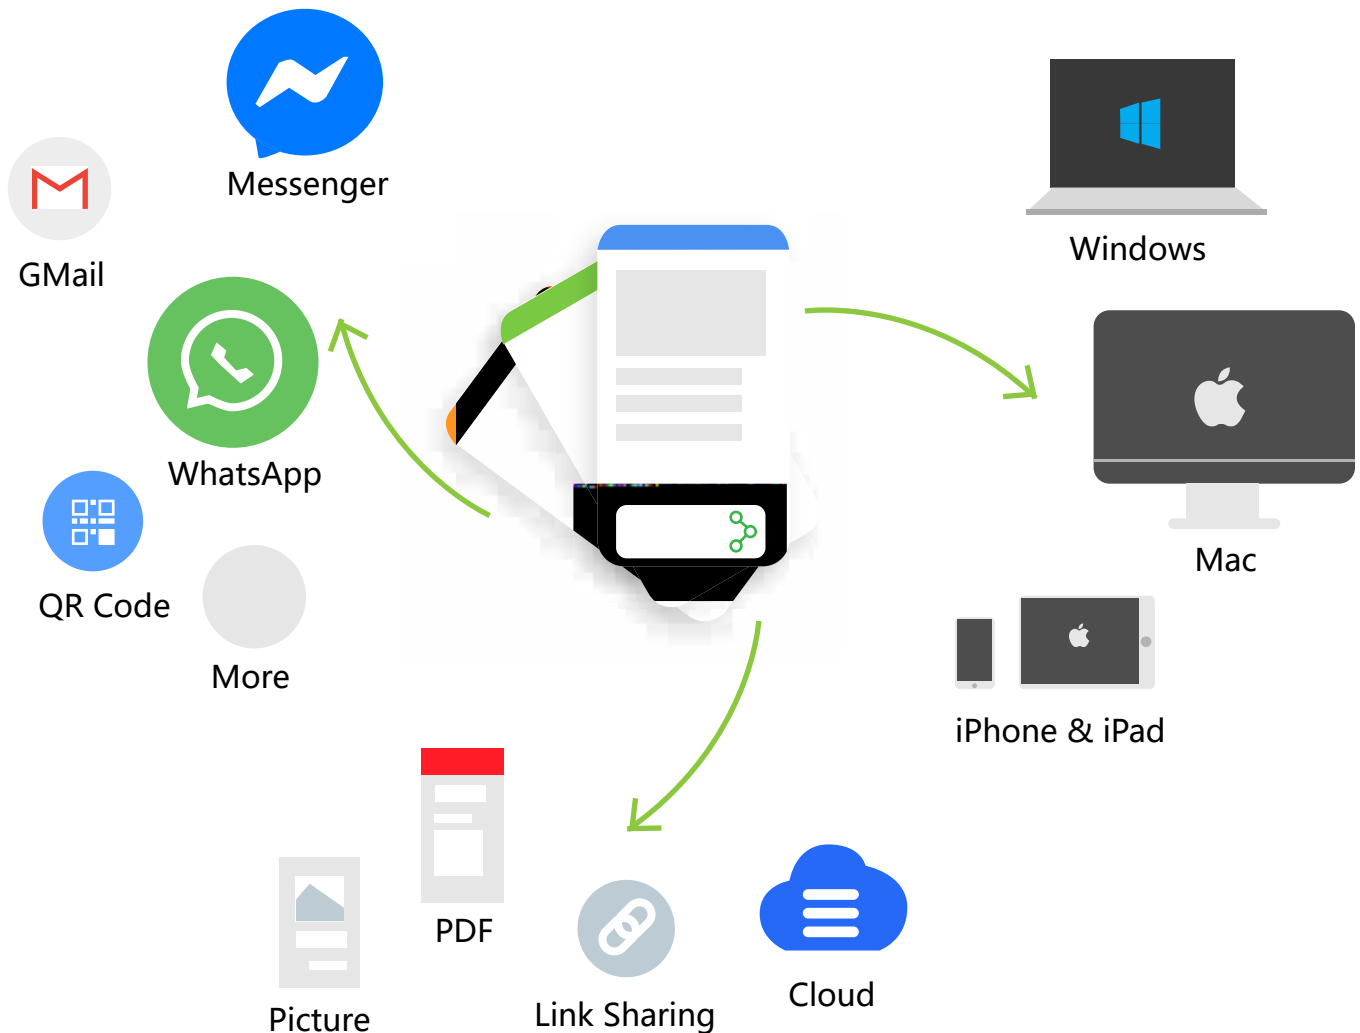 Messenger
GMail
WhatsApp
QR Code
More
Windows
Mac
iPhone & iPad
PDF
Picture
Link Sharing
Cloud